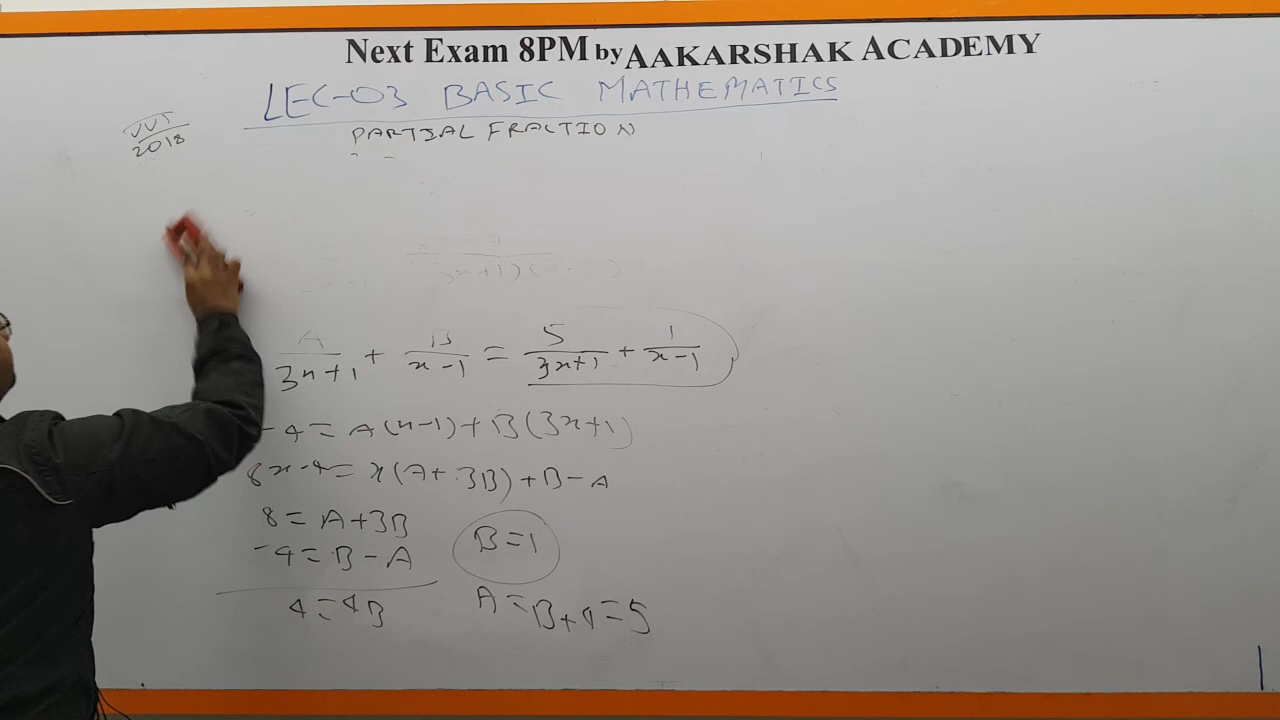 Next Exam 8PM by AAKARSHAK ACADEMY
LEC-03 BASIC MATHEMATICS
PARTIAL FRACTION
UVT
2018
A/3x+1 + B/x-1 = 5/3x+1 + 1/x-1
-4 = A(x-1) + B(3x+1)
8x-4 = x(A+3B) + B-A
8 = A+3B
-4 = B-A
B=1
4 = 4B
A = B+4 = 5